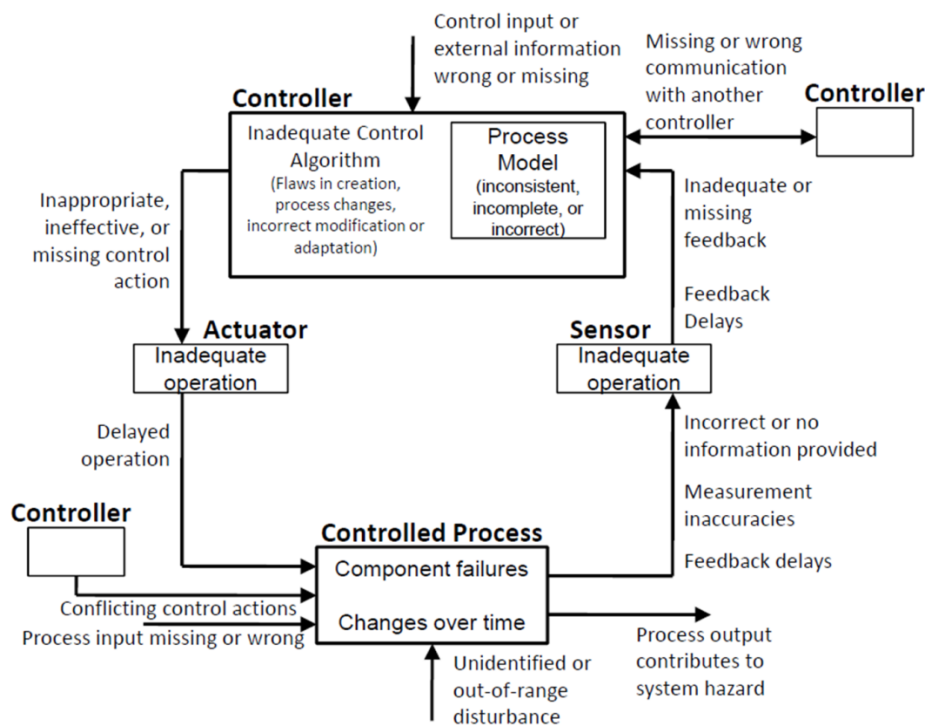 Control input or
external information
wrong or missing
Missing or wrong
communication
with another
controller
Controller
Controller
Inadequate Control
Algorithm
(Flaws in creation,
process changes,
incorrect modification or
adaptation)
Process
Model
(inconsistent,
incomplete, or
incorrect)
Inappropriate,
ineffective, or
missing control
action
Inadequate or
missing
feedback
Feedback
Delays
Actuator
Inadequate
operation
Sensor
Inadequate
operation
Delayed
operation
Incorrect or no
information provided
Measurement
inaccuracies
Feedback delays
Controller
Controlled Process
Component failures
Changes over time
Conflicting control actions
Process input missing or wrong
Unidentified or
out-of-range
disturbance
Process output
contributes to
system hazard